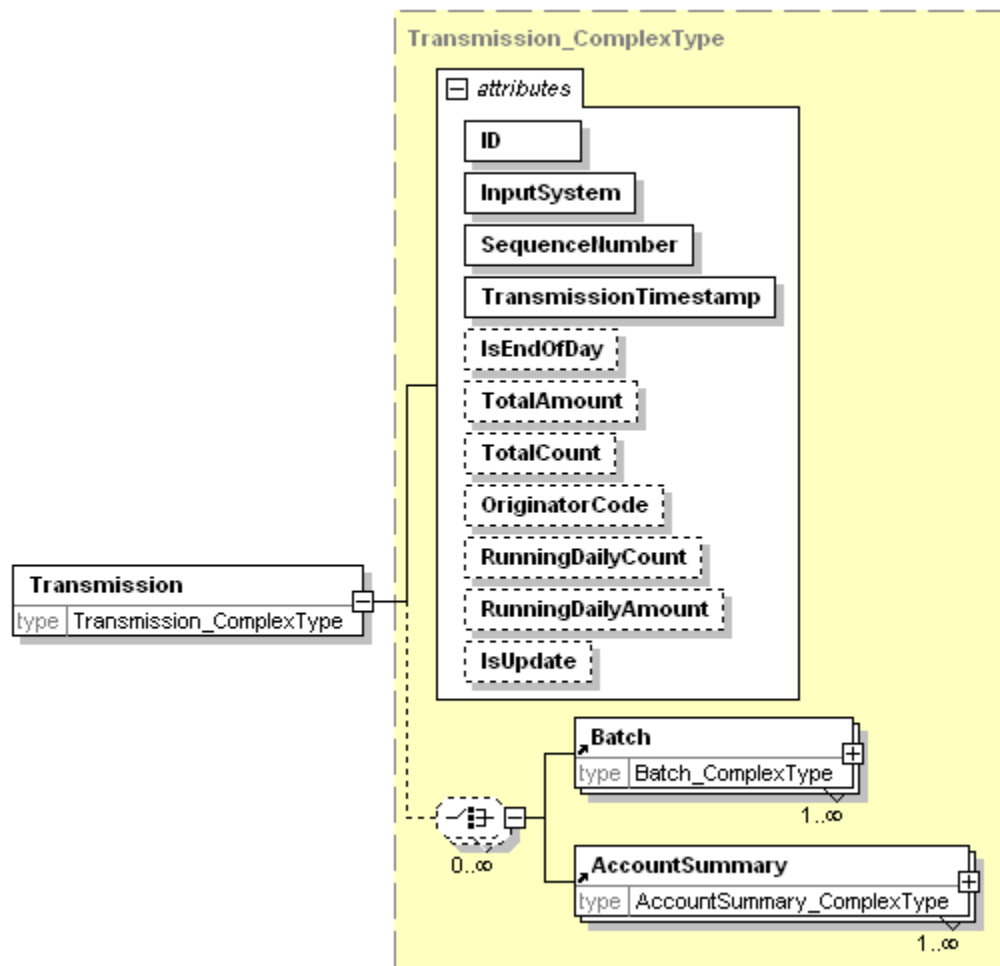 Transmission_ComplexType
attributes
ID
InputSystem
SequenceNumber
TransmissionTimestamp
IsEndOfDay
TotalAmount
TotalCount
OriginatorCode
RunningDailyCount
RunningDailyAmount
IsUpdate
Transmission
type Transmission_ComplexType
Batch
type Batch_ComplexType
1..∞
0..∞
AccountSummary
type AccountSummary_ComplexType
1..∞